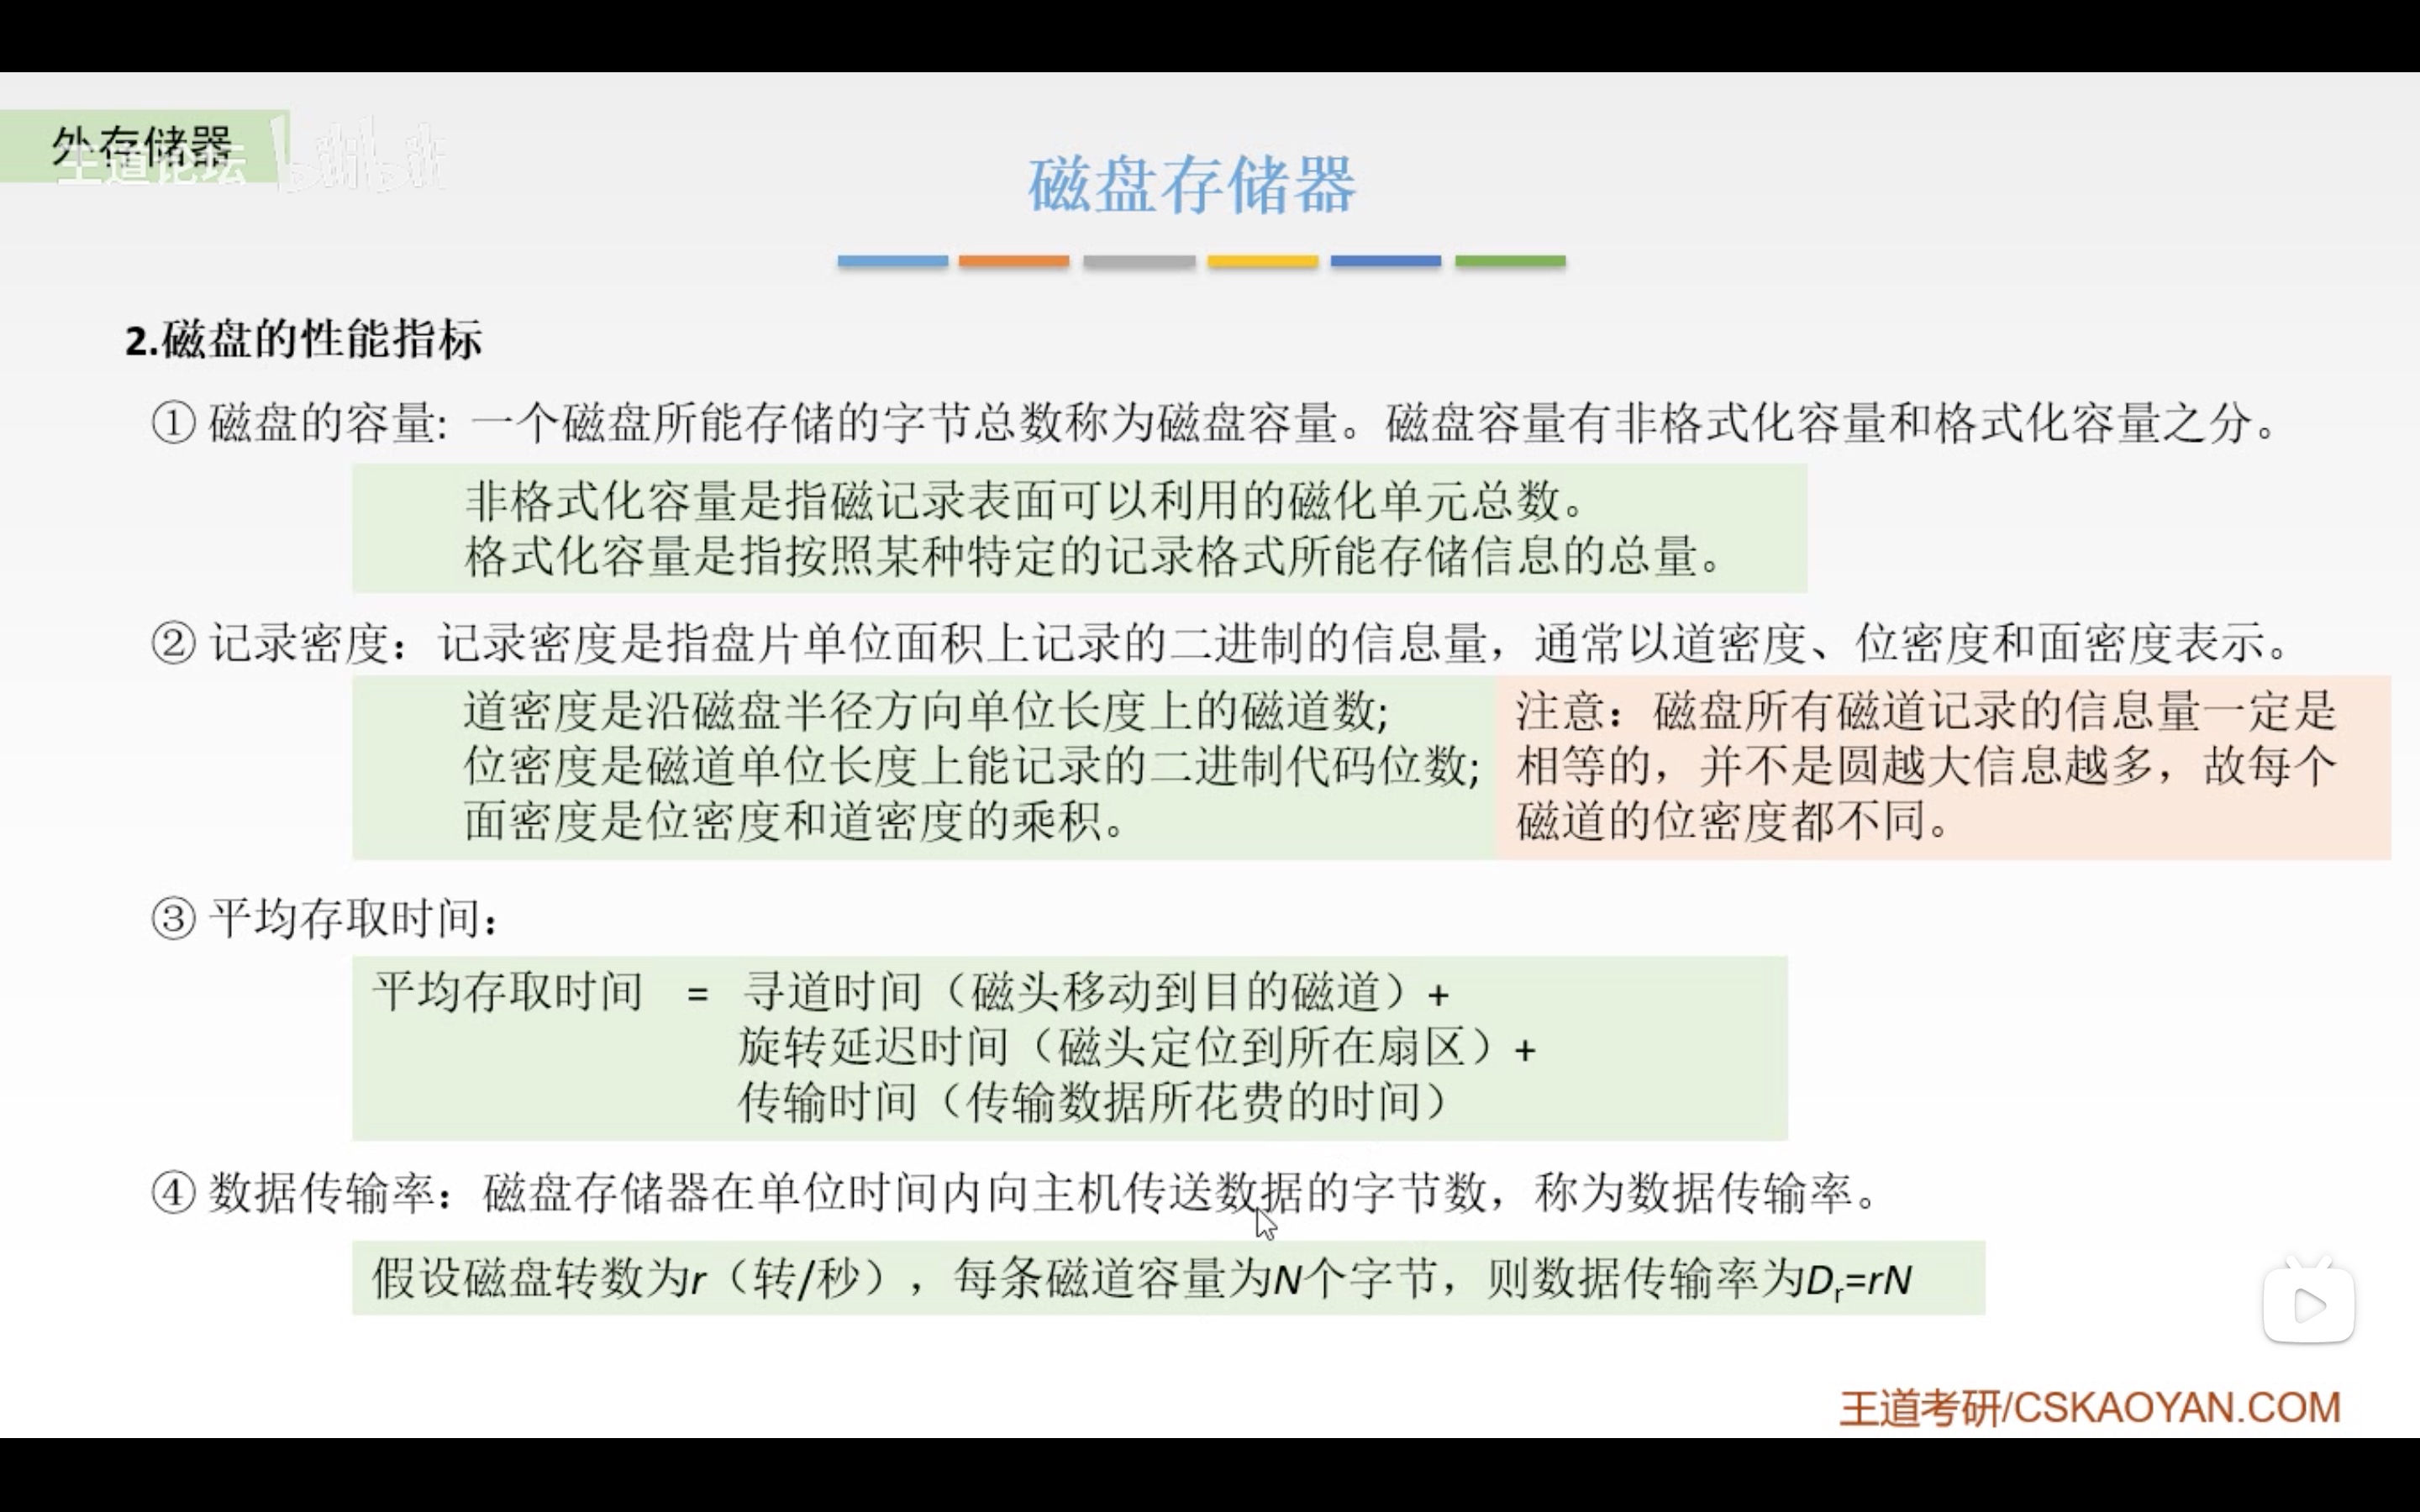 外存储器
王道论坛 bilibili
磁盘存储器
2.磁盘的性能指标
① 磁盘的容量: 一个磁盘所能存储的字节总数称为磁盘容量。磁盘容量有非格式化容量和格式化容量之分。
非格式化容量是指磁记录表面可以利用的磁化单元总数。
格式化容量是指按照某种特定的记录格式所能存储信息的总量。
② 记录密度：记录密度是指盘片单位面积上记录的二进制的信息量，通常以道密度、位密度和面密度表示。
道密度是沿磁盘半径方向单位长度上的磁道数;
位密度是磁道单位长度上能记录的二进制代码位数;
面密度是位密度和道密度的乘积。
注意：磁盘所有磁道记录的信息量一定是
相等的，并不是圆越大信息越多，故每个
磁道的位密度都不同。
③ 平均存取时间：
平均存取时间 = 寻道时间（磁头移动到目的磁道）+
旋转延迟时间（磁头定位到所在扇区）+
传输时间（传输数据所花费的时间）
④ 数据传输率：磁盘存储器在单位时间内向主机传送数据的字节数，称为数据传输率。
假设磁盘转数为r（转/秒），每条磁道容量为N个字节，则数据传输率为Dr=rN
王道考研/CSKAOYAN.COM